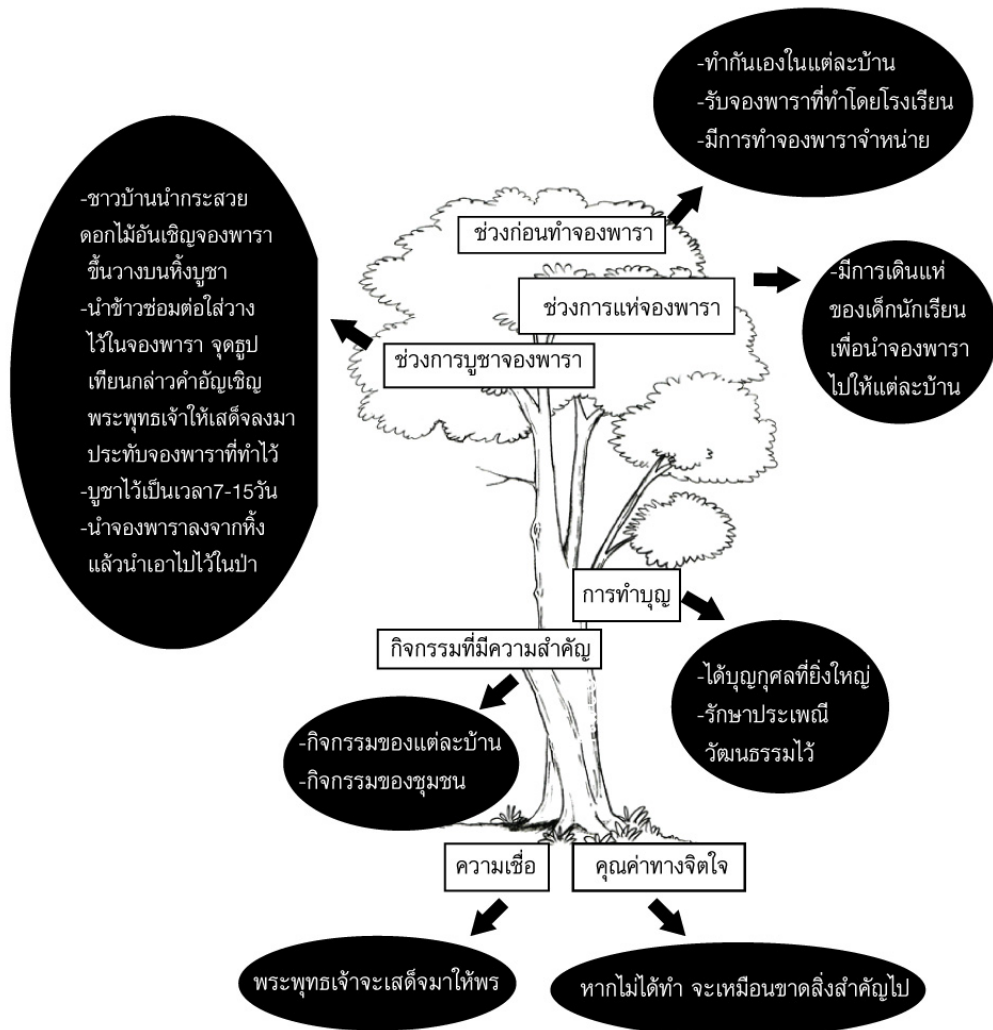 -ทำกันเองในแต่ละบ้าน
-รับจองพาราที่ทำโดยโรงเรียน
-มีการทำจองพาราจำหน่าย
ช่วงก่อนทำจองพารา
-ชาวบ้านนำกระสวย
ดอกไม้อันเชิญจองพารา
ขึ้นวางบนหิ้งบูชา
-นำข้าวซ่อมต่อใส่วาง
ไว้ในจองพารา จุดธูป
เทียนกล่าวคำอัญเชิญ
พระพุทธเจ้าให้เสด็จลงมา
ประทับจองพาราที่ทำไว้
-บูชาไว้เป็นเวลา7-15วัน
-นำจองพาราลงจากหิ้ง
แล้วนำเอาไปไว้ในป่า
ช่วงการแห่จองพารา
-มีการเดินแห่
ของเด็กนักเรียน
เพื่อนำจองพารา
ไปให้แต่ละบ้าน
ช่วงการบูชาจองพารา
การทำบุญ
กิจกรรมที่มีความสำคัญ
-ได้บุญกุศลที่ยิ่งใหญ่
-รักษาประเพณี
วัฒนธรรมไว้
-กิจกรรมของแต่ละบ้าน
-กิจกรรมของชุมชน
ความเชื่อ
คุณค่าทางจิตใจ
พระพุทธเจ้าจะเสด็จมาให้พร
หากไม่ได้ทำ จะเหมือนขาดสิ่งสำคัญไป